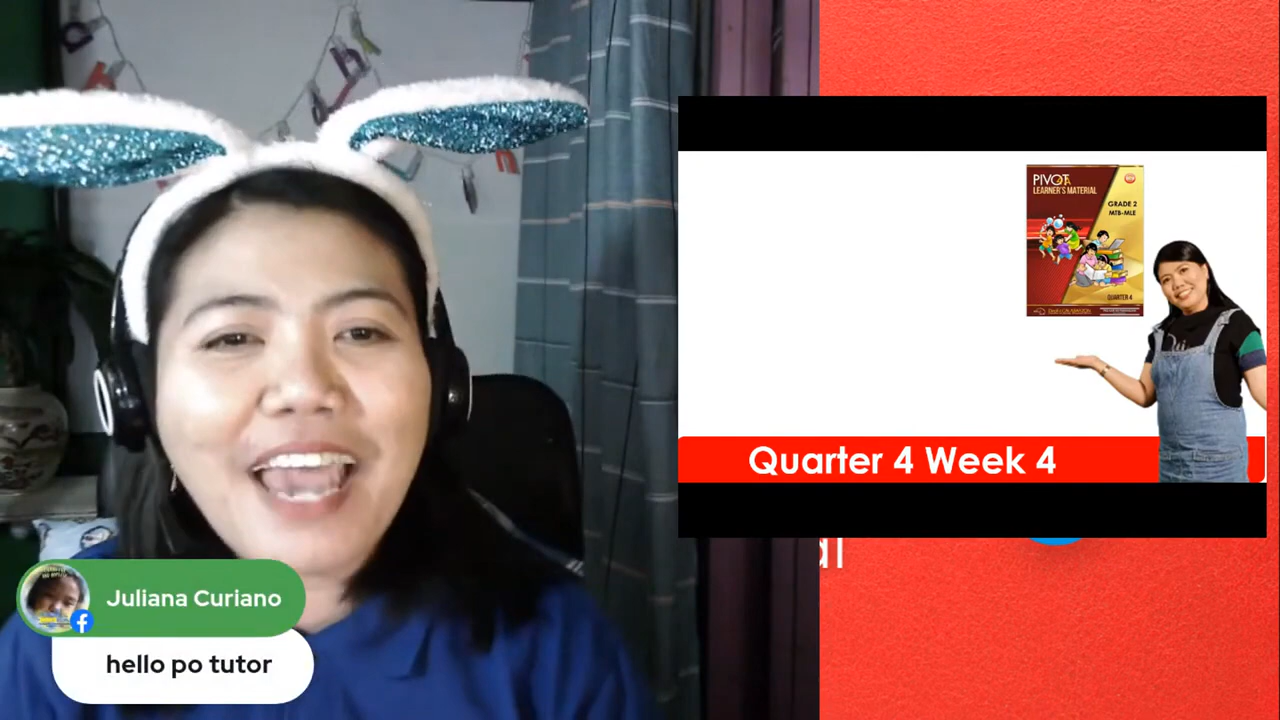 Juliana Curiano
hello po tutor
PIVOT
LEARNER'S MATERIAL
GRADE 2
MTB-MLE
QUARTER 4
Quarter 4 Week 4